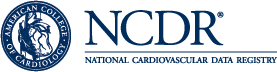 AMERICAN COLLEGE OF CARDIOLOGY
NCDR®
NATIONAL CARDIOVASCULAR DATA REGISTRY